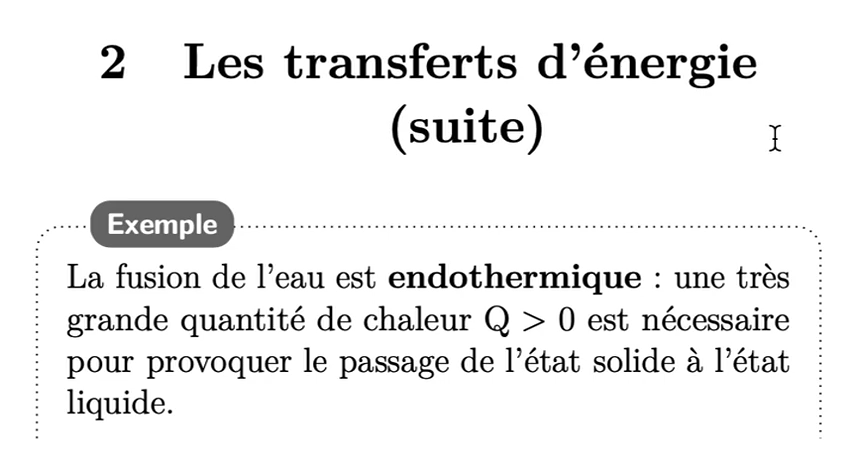 2 Les transferts d’énergie
(suite)
Exemple
La fusion de l’eau est endothermique : une très
grande quantité de chaleur Q > 0 est nécessaire
pour provoquer le passage de l’état solide à l’état
liquide.